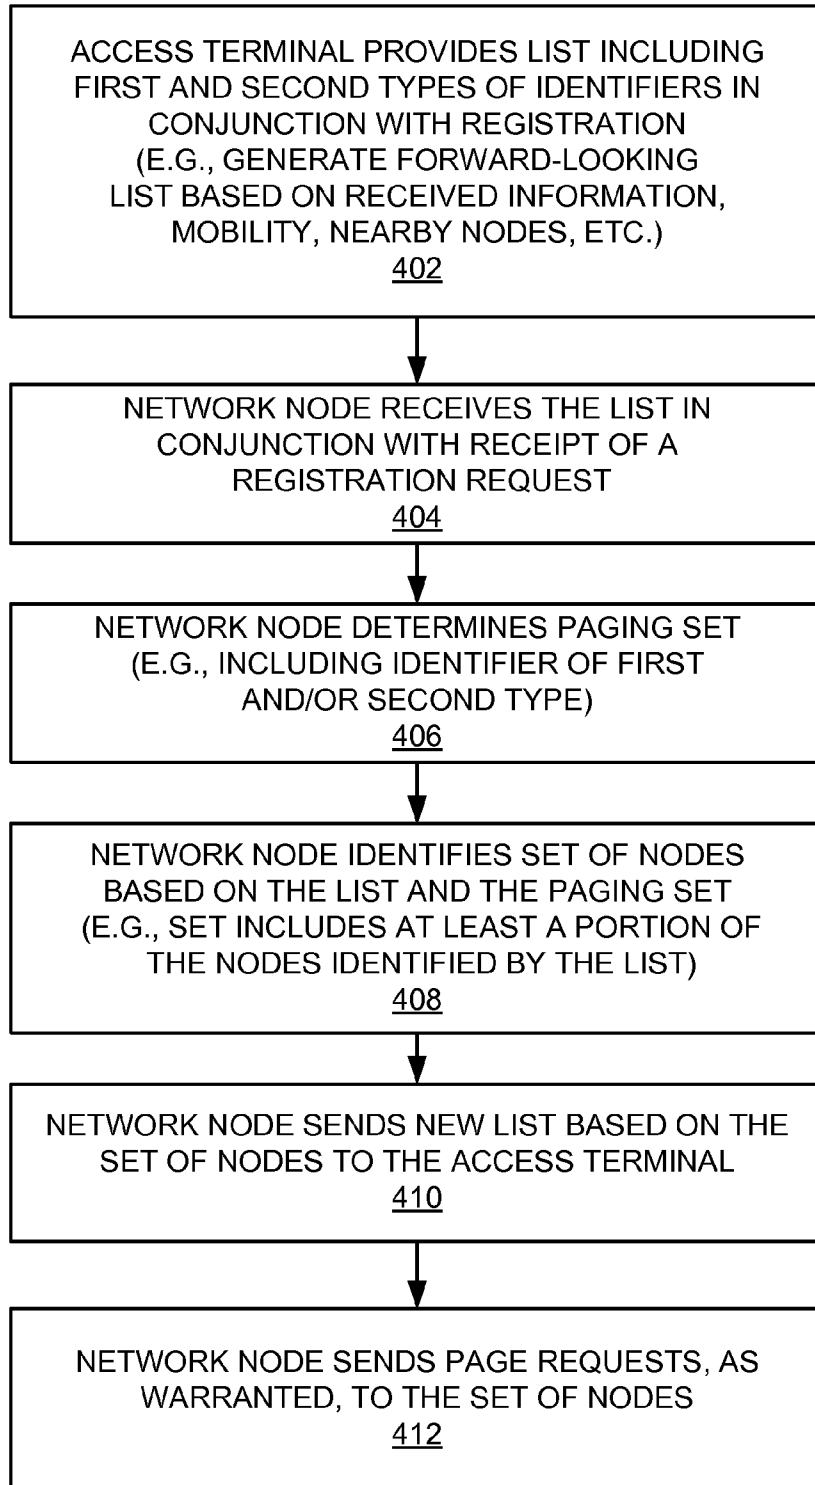 ACCESS TERMINAL PROVIDES LIST INCLUDING
FIRST AND SECOND TYPES OF IDENTIFIERS IN
CONJUNCTION WITH REGISTRATION
(E.G., GENERATE FORWARD-LOOKING
LIST BASED ON RECEIVED INFORMATION,
MOBILITY, NEARBY NODES, ETC.)
402
NETWORK NODE RECEIVES THE LIST IN
CONJUNCTION WITH RECEIPT OF A
REGISTRATION REQUEST
404
NETWORK NODE DETERMINES PAGING SET
(E.G., INCLUDING IDENTIFIER OF FIRST
AND/OR SECOND TYPE)
406
NETWORK NODE IDENTIFIES SET OF NODES
BASED ON THE LIST AND THE PAGING SET
(E.G., SET INCLUDES AT LEAST A PORTION OF
THE NODES IDENTIFIED BY THE LIST)
408
NETWORK NODE SENDS NEW LIST BASED ON THE
SET OF NODES TO THE ACCESS TERMINAL
410
NETWORK NODE SENDS PAGE REQUESTS, AS
WARRANTED, TO THE SET OF NODES
412